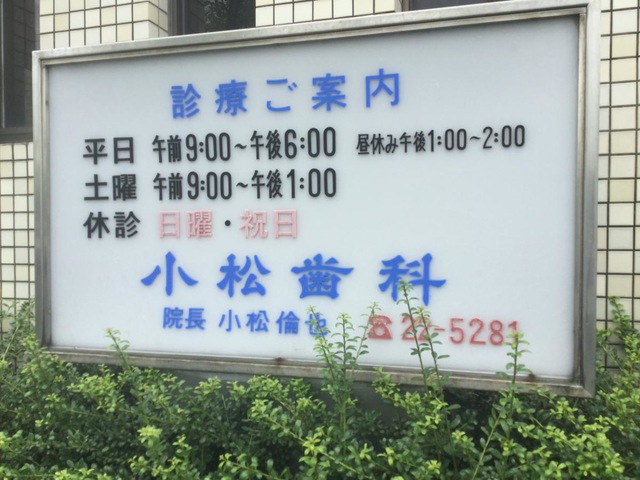 診療ご案内
平日 午前9:00～午後6:00 昼休み午後1:00～2:00
土曜 午前9:00～午後1:00
休診 日曜・祝日
小松歯科
院長 小松倫也 ☎22-5281